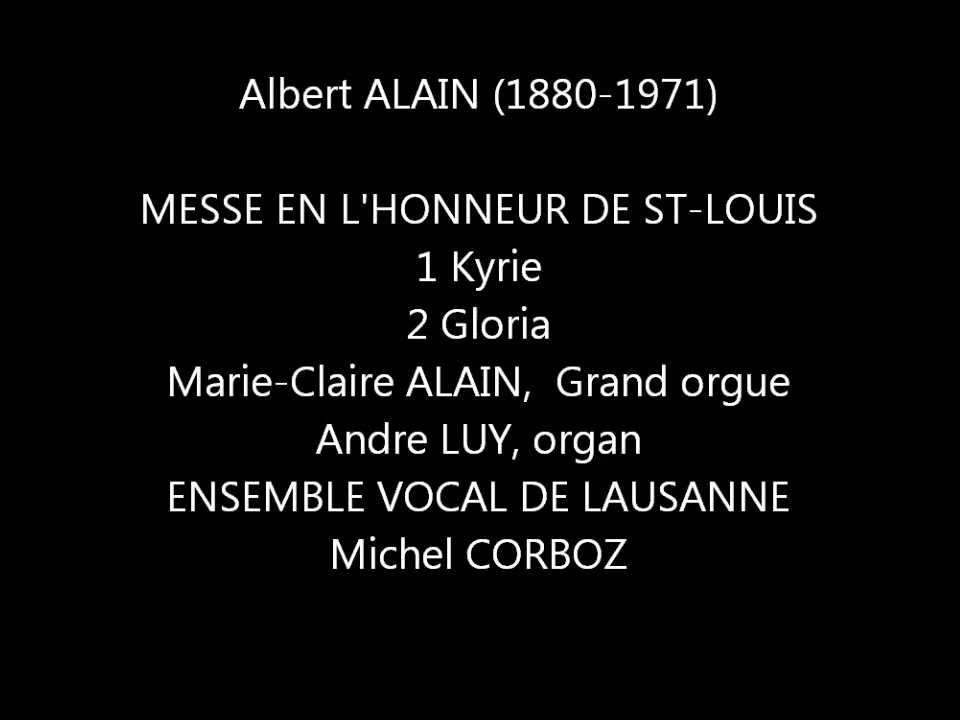 Albert ALAIN (1880-1971)
MESSE EN L'HONNEUR DE ST-LOUIS
1 Kyrie
2 Gloria
Marie-Claire ALAIN,  Grand orgue
Andre LUY, organ
ENSEMBLE VOCAL DE LAUSANNE
Michel CORBOZ